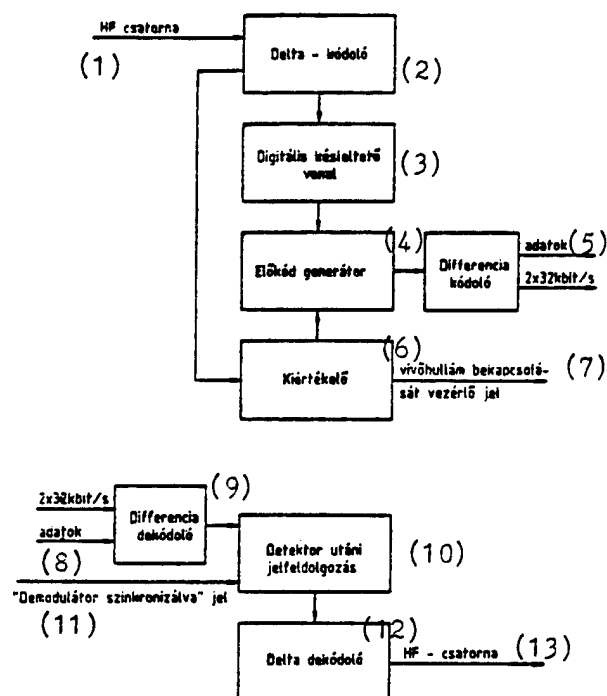 HF csatorna
(1)
Delta - kódoló
(2)
Digitális késleltető
vonal
(3)
Előkód generátor
(4)
Differencia
kódoló
adatok
(5)
2x32kbit/s
Kiértékelő
(6)
vivőhullám bekapcsolá-
sát vezérlő jel
(7)
2x32kbit/s
adatok
(8)
Differencia
dekódoló
(9)
Detektor utáni
jelfeldolgozás
(10)
"Demodulátor szinkronizálva" jel
(11)
Delta dekódoló
(12)
HF - csatorna
(13)